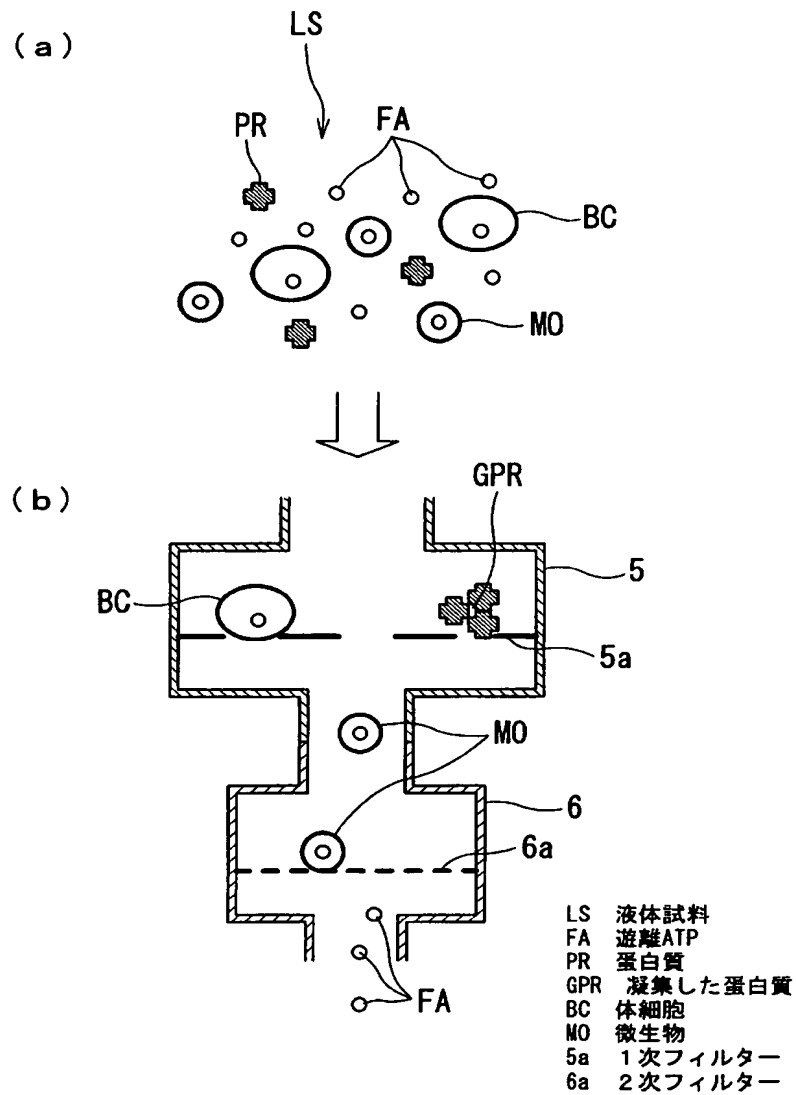 LS
(a)
PR
FA
BC
MO
(b)
GPR
BC
5
5a
MO
6
6a
FA
LS 液体試料
FA 遊離ATP
PR 蛋白質
GPR 凝集した蛋白質
BC 体細胞
MO 微生物
5a 1次フィルター
6a 2次フィルター